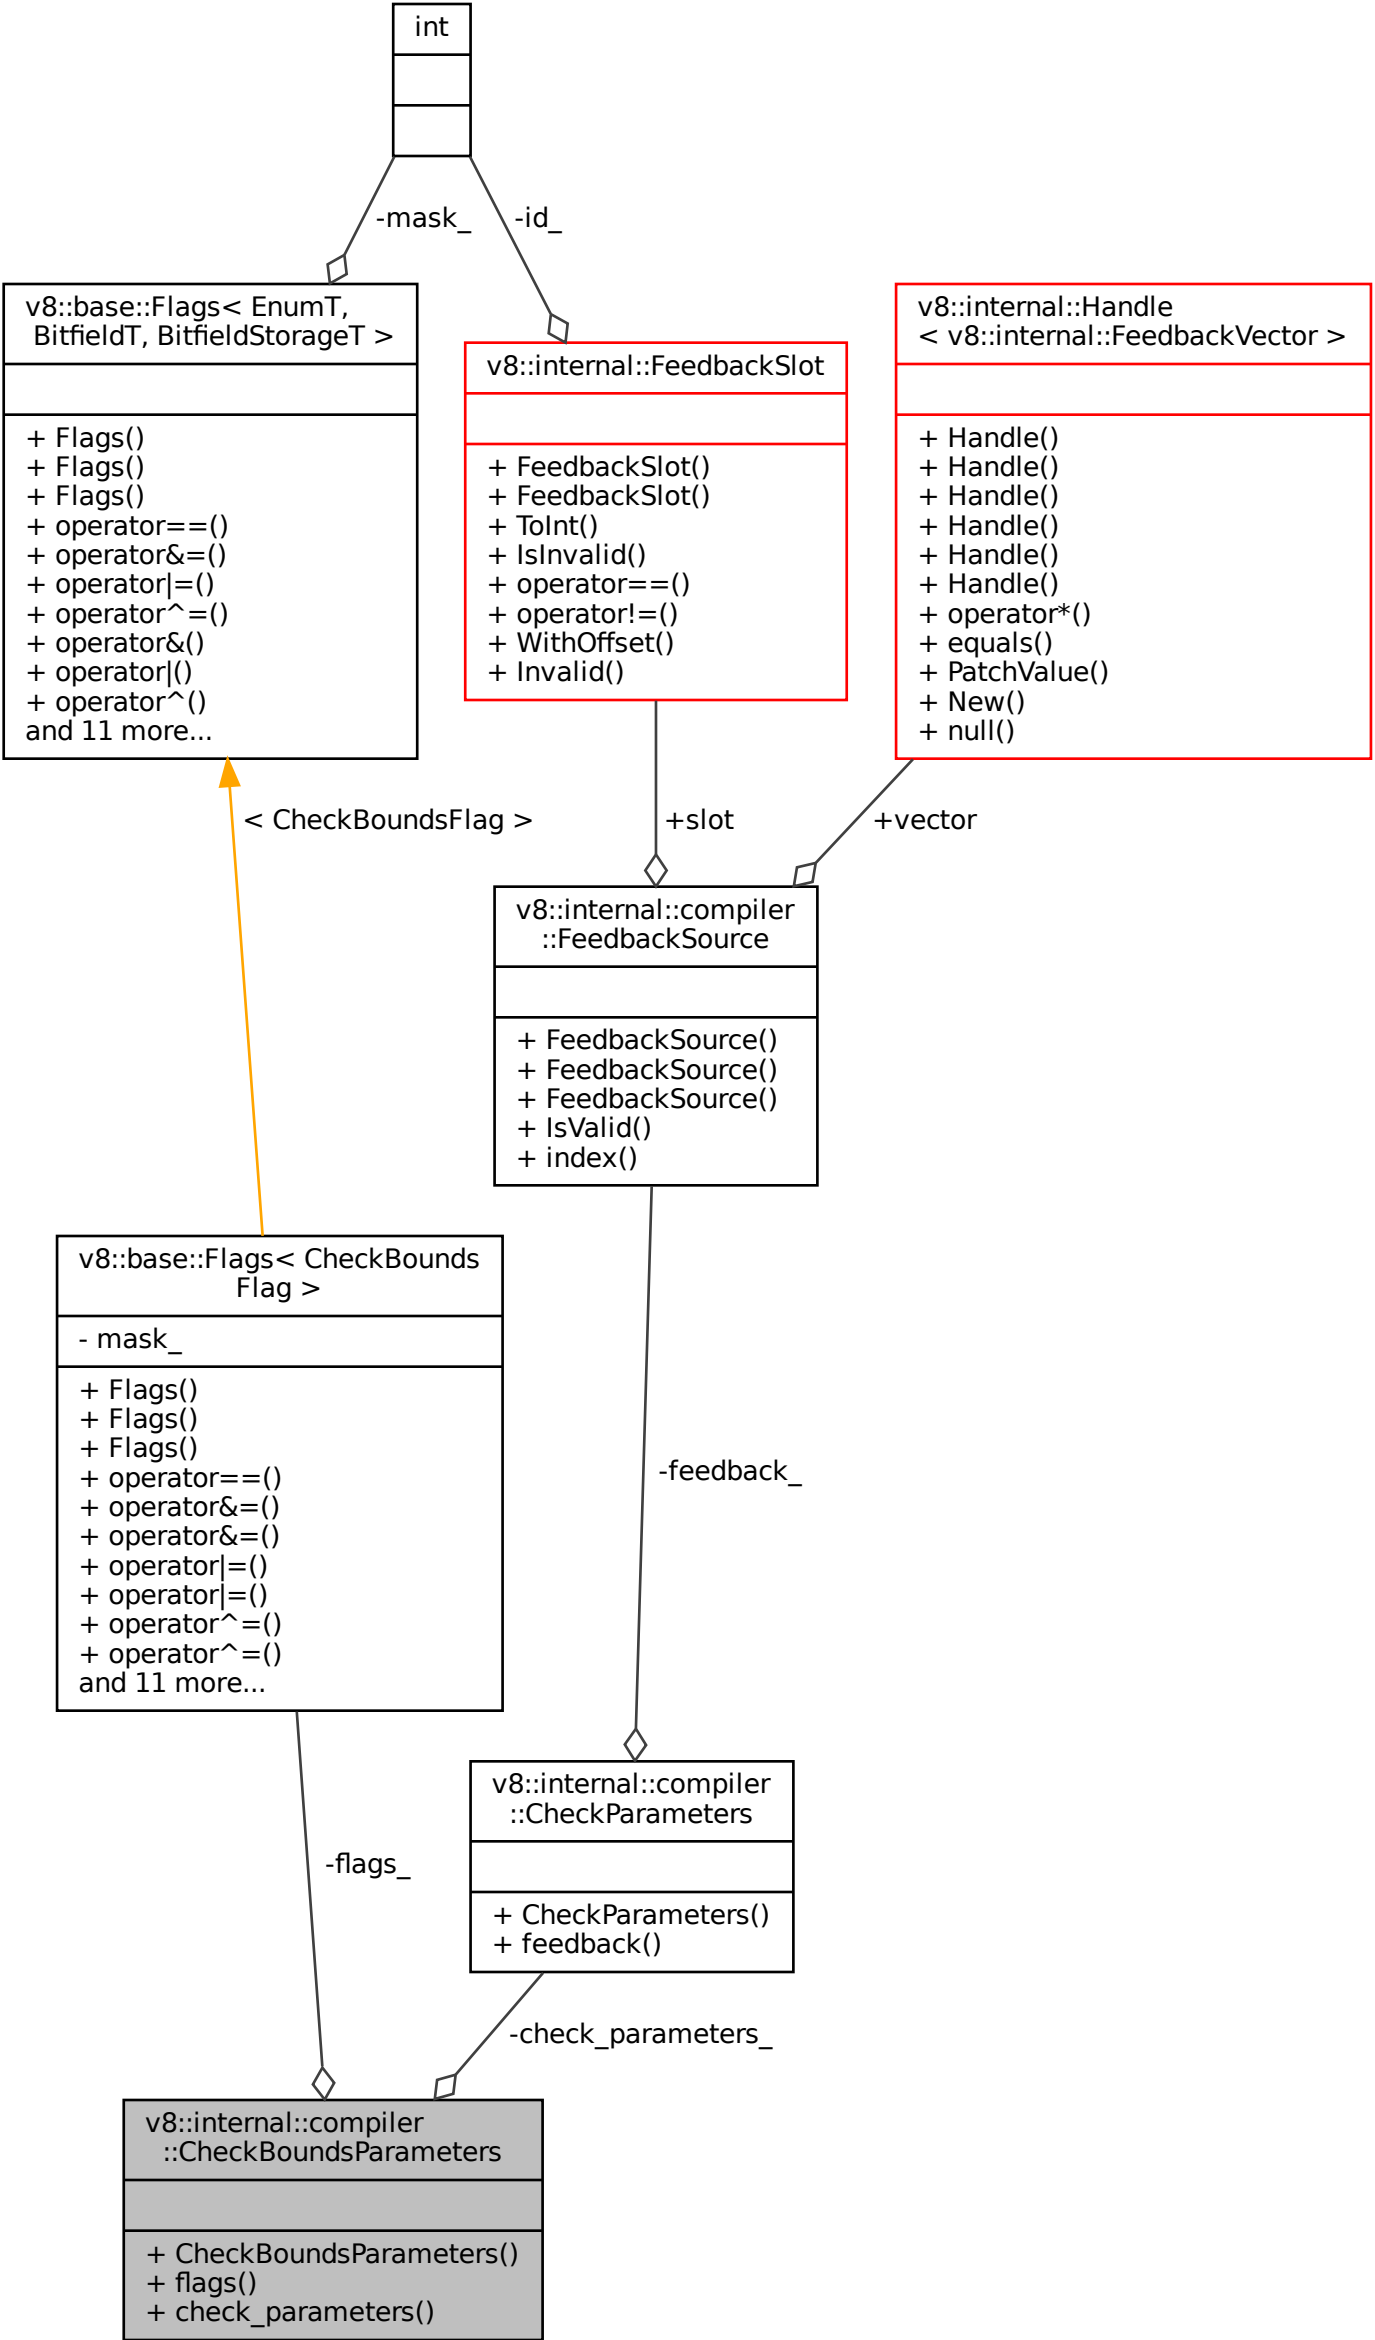 int
-mask_
-id_
v8::base::Flags< EnumT,
BitfieldT, BitfieldStorageT >
+ Flags()
+ Flags()
+ Flags()
+ operator==()
+ operator&=()
+ operator|=()
+ operator^=()
+ operator&()
+ operator|()
+ operator^()
and 11 more...
v8::internal::FeedbackSlot
+ FeedbackSlot()
+ FeedbackSlot()
+ ToInt()
+ IsInvalid()
+ operator==()
+ operator!=()
+ WithOffset()
+ Invalid()
v8::internal::Handle
< v8::internal::FeedbackVector >
+ Handle()
+ Handle()
+ Handle()
+ Handle()
+ Handle()
+ Handle()
+ operator*()
+ equals()
+ PatchValue()
+ New()
+ null()
< CheckBoundsFlag >
+slot
+vector
v8::internal::compiler
::FeedbackSource
+ FeedbackSource()
+ FeedbackSource()
+ FeedbackSource()
+ IsValid()
+ index()
v8::base::Flags< CheckBounds
Flag >
- mask_
+ Flags()
+ Flags()
+ Flags()
+ operator==()
+ operator&=()
+ operator&=()
+ operator|=()
+ operator|=()
+ operator^=()
+ operator^=()
and 11 more...
-feedback_
v8::internal::compiler
::CheckParameters
+ CheckParameters()
+ feedback()
-flags_
-check_parameters_
v8::internal::compiler
::CheckBoundsParameters
+ CheckBoundsParameters()
+ flags()
+ check_parameters()